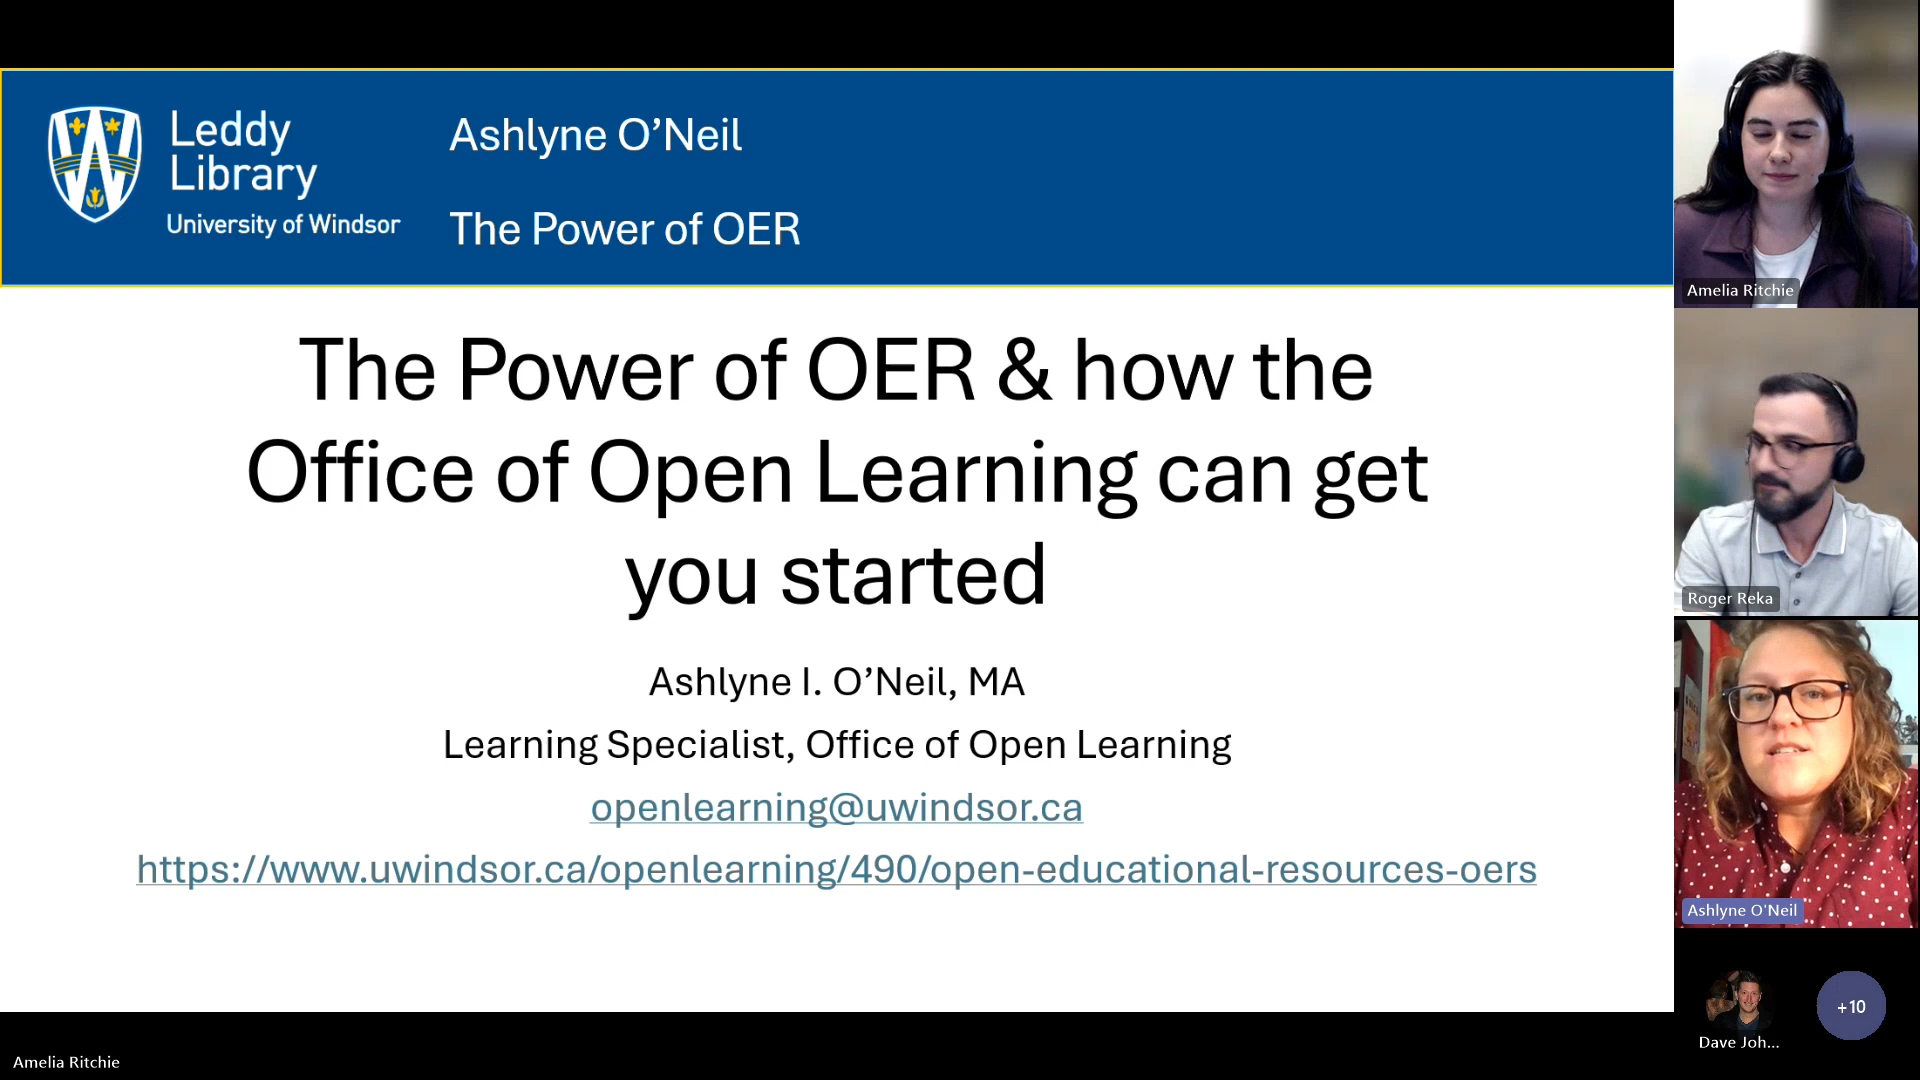 Leddy
Library
University of Windsor
Ashlyne O’Neil
The Power of OER
The Power of OER & how the
Office of Open Learning can get
you started
Ashlyne I. O’Neil, MA
Learning Specialist, Office of Open Learning
openlearning@uwindsor.ca
https://www.uwindsor.ca/openlearning/490/open-educational-resources-oers
Amelia Ritchie
Roger Reka
Ashlyne O'Neil
Dave Joh...
+10
Amelia Ritchie